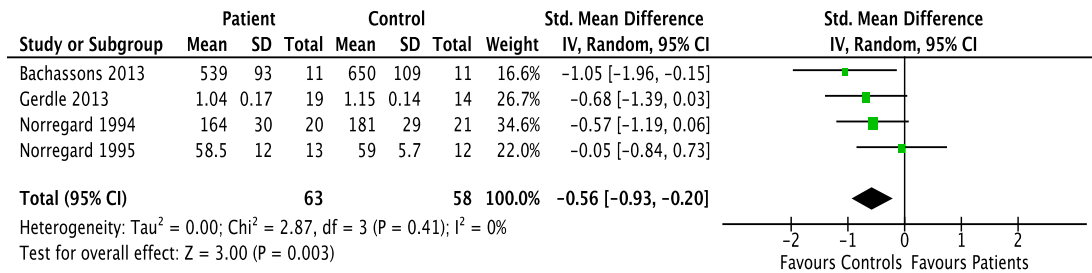 Patient Control Std. Mean Difference Std. Mean Difference
Study or Subgroup Mean SD Total Mean SD Total Weight IV, Random, 95% CI IV, Random, 95% CI
Bachassons 2013 539 93 11 650 109 11 16.6% −1.05 [−1.96, −0.15]
Gerdle 2013 1.04 0.17 19 1.15 0.14 14 26.7% −0.68 [−1.39, 0.03]
Norregard 1994 164 30 20 181 29 21 34.6% −0.57 [−1.19, 0.06]
Norregard 1995 58.5 12 13 59 5.7 12 22.0% −0.05 [−0.84, 0.73]
Total (95% CI) 63 58 100.0% −0.56 [−0.93, −0.20]
Heterogeneity: Tau² = 0.00; Chi² = 2.87, df = 3 (P = 0.41); I² = 0%
Test for overall effect: Z = 3.00 (P = 0.003)
−2 −1 0 1 2
Favours Controls Favours Patients